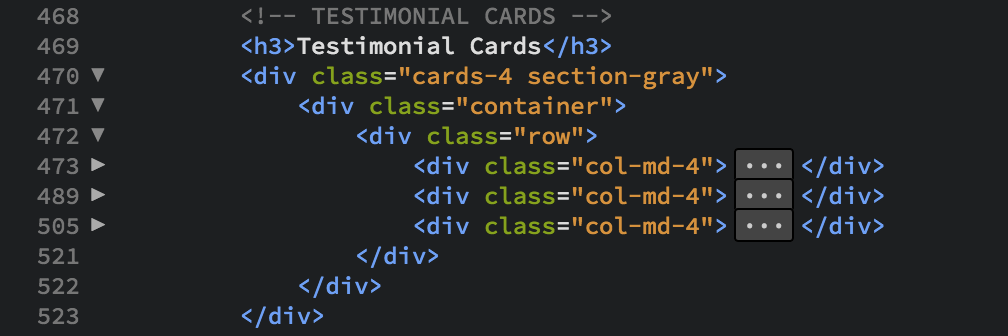 468 <!-- TESTIMONIAL CARDS -->
469 <h3>Testimonial Cards</h3>
470 ▼ <div class="cards-4 section-gray">
471 ▼ <div class="container">
472 ▼ <div class="row">
473 ▶ <div class="col-md-4"> ... </div>
489 ▶ <div class="col-md-4"> ... </div>
505 ▶ <div class="col-md-4"> ... </div>
521 </div>
522 </div>
523 </div>